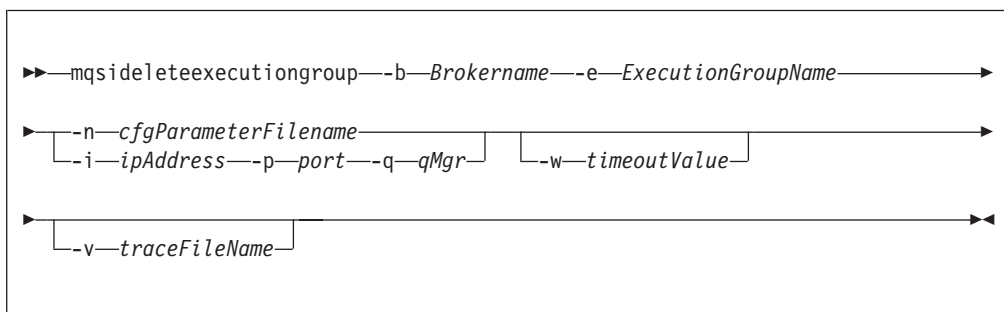 mqsideleteexecutiongroup -b Brokername -e ExecutionGroupName
-n cfgParameterFilename
-i ipAddress -p port -q qMgr -w timeoutValue
-v traceFileName